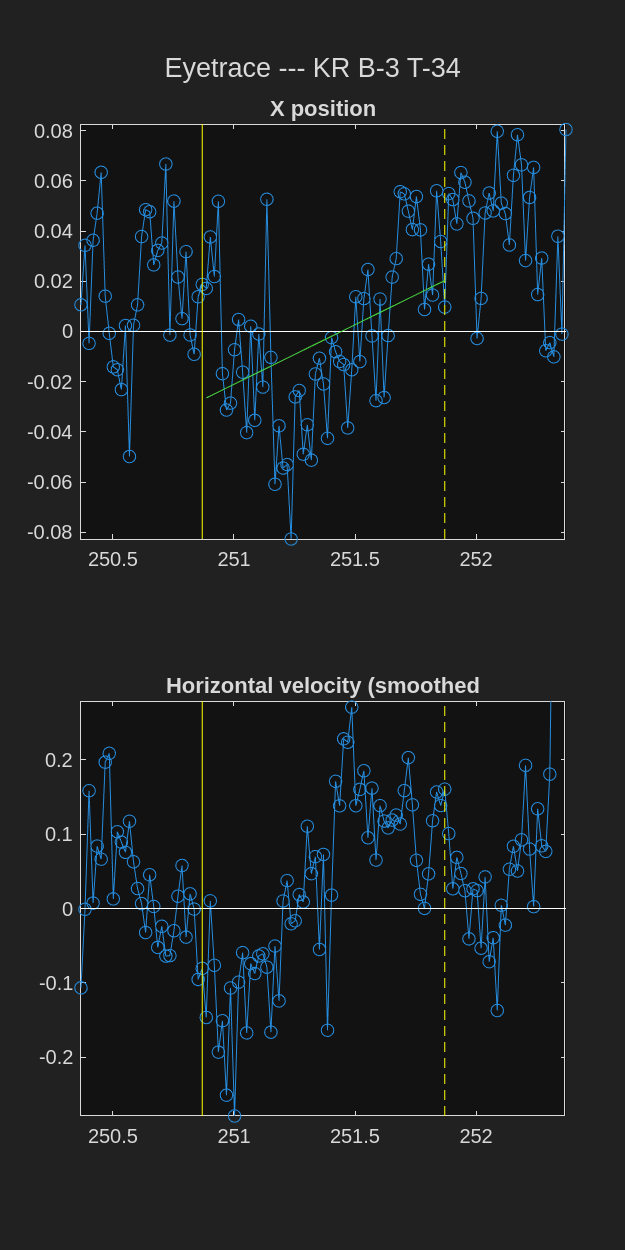 Eyetrace --- KR B-3 T-34
X position
0.08
0.06
0.04
0.02
0
-0.02
-0.04
-0.06
-0.08
250.5 251 251.5 252
Horizontal velocity (smoothed
0.2
0.1
0
-0.1
-0.2
250.5 251 251.5 252